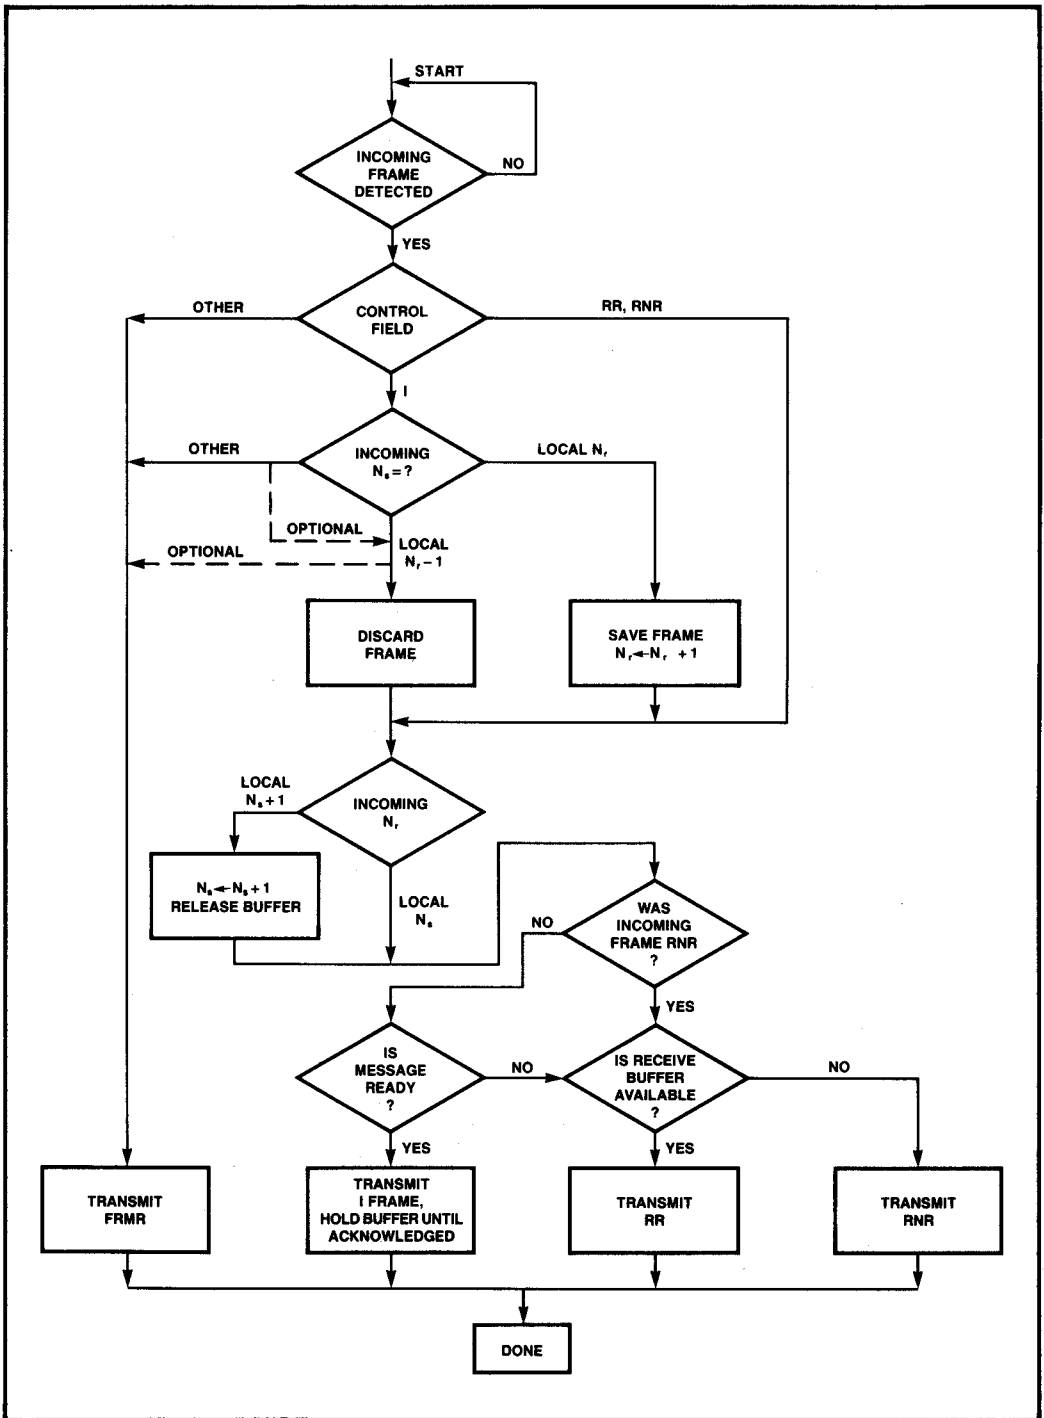 START
INCOMING
FRAME
DETECTED
NO
YES
OTHER
CONTROL
FIELD
RR, RNR
I
OTHER
INCOMING
Nₛ = ?
LOCAL Nᵣ
OPTIONAL
OPTIONAL
LOCAL
Nᵣ – 1
DISCARD
FRAME
SAVE FRAME
Nᵣ ← Nᵣ + 1
LOCAL
Nₛ + 1
INCOMING
Nᵣ
Nₛ ← Nₛ + 1
RELEASE BUFFER
LOCAL
Nₛ
NO
WAS
INCOMING
FRAME RNR
?
YES
IS
MESSAGE
READY
?
NO
IS RECEIVE
BUFFER
AVAILABLE
?
NO
YES
YES
TRANSMIT
FRMR
TRANSMIT
I FRAME,
HOLD BUFFER UNTIL
ACKNOWLEDGED
TRANSMIT
RR
TRANSMIT
RNR
DONE